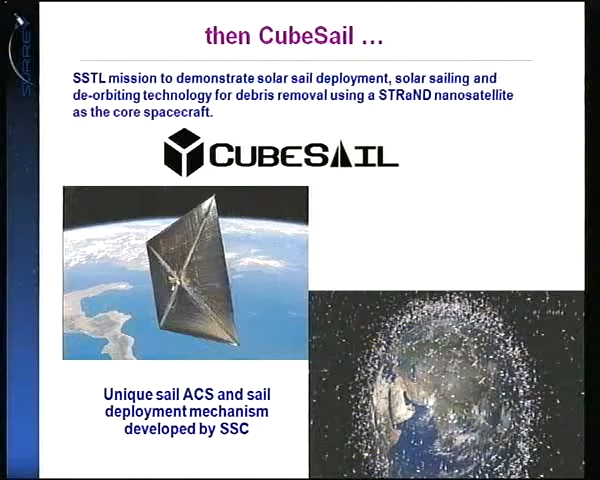 SURREY
then CubeSail ...
SSTL mission to demonstrate solar sail deployment, solar sailing and
de-orbiting technology for debris removal using a STRaND nanosatellite
as the core spacecraft.
CUBESAIL
Unique sail ACS and sail
deployment mechanism
developed by SSC